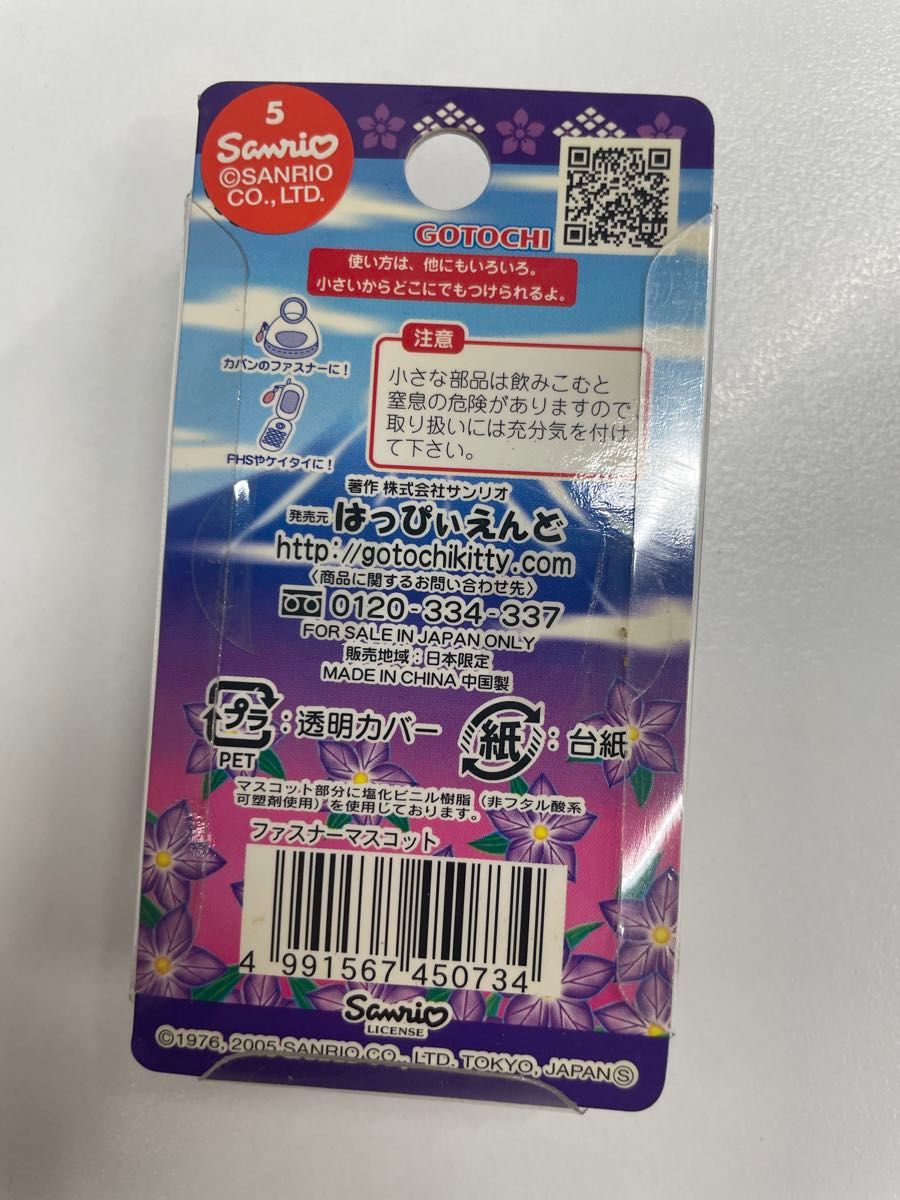 5
Sanrio
©SANRIO
CO., LTD.
GOTOCHI
使い方は、他にもいろいろ。
小さいからどこにでもつけられるよ。
カバンのファスナーに！
PHSやケイタイに！
注意
小さな部品は飲みこむと
窒息の危険がありますので、
取り扱いには充分気を付け
て下さい。
著作 株式会社サンリオ
発売元 はっぴぃえんど
http://gotochikitty.com
〈商品に関するお問い合わせ先〉
0120-334-337
FOR SALE IN JAPAN ONLY
販売地域：日本限定
MADE IN CHINA 中国製
プラ：透明カバー
PET
紙：台紙
マスコット部分に塩化ビニル樹脂（非フタル酸系
可塑剤使用）を使用しております。
ファスナーマスコット
4 991567 450734
Sanrio
LICENSE
©1976, 2005 SANRIO CO., LTD. TOKYO, JAPAN Ⓢ